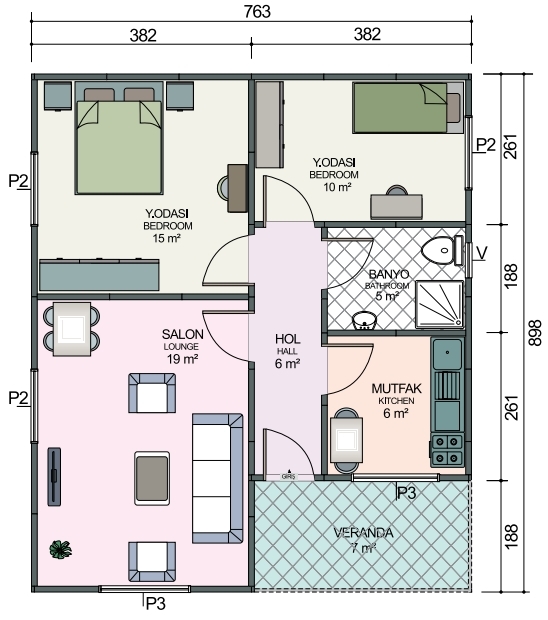 763
382
382
Y.ODASI
BEDROOM
15 m²
Y.ODASI
BEDROOM
10 m²
P2
P2
261
BANYO
BATHROOM
5 m²
V
188
898
SALON
LOUNGE
19 m²
HOL
HALL
6 m²
MUTFAK
KITCHEN
6 m²
P2
261
GİRİŞ
P3
VERANDA
7 m²
188
P3